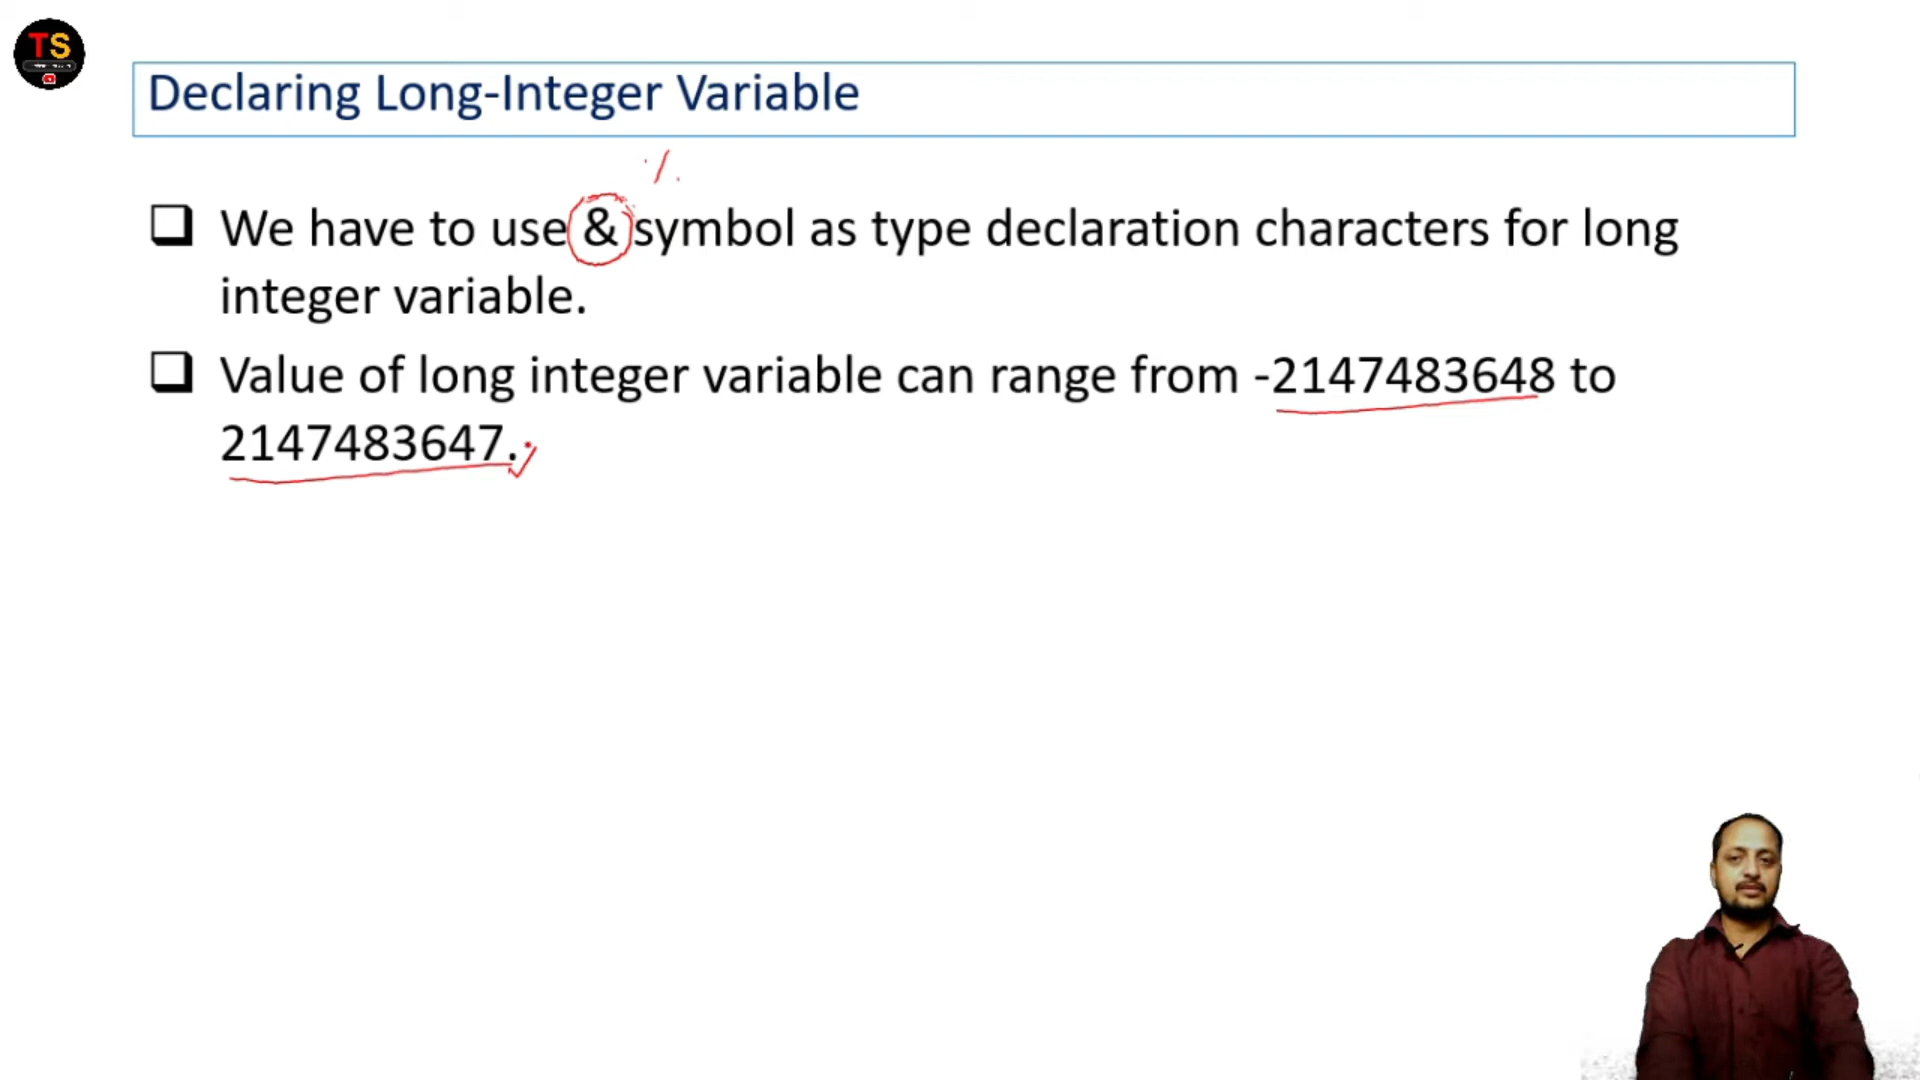 TS
Declaring Long-Integer Variable
%
We have to use & symbol as type declaration characters for long
integer variable.
Value of long integer variable can range from -2147483648 to
2147483647.